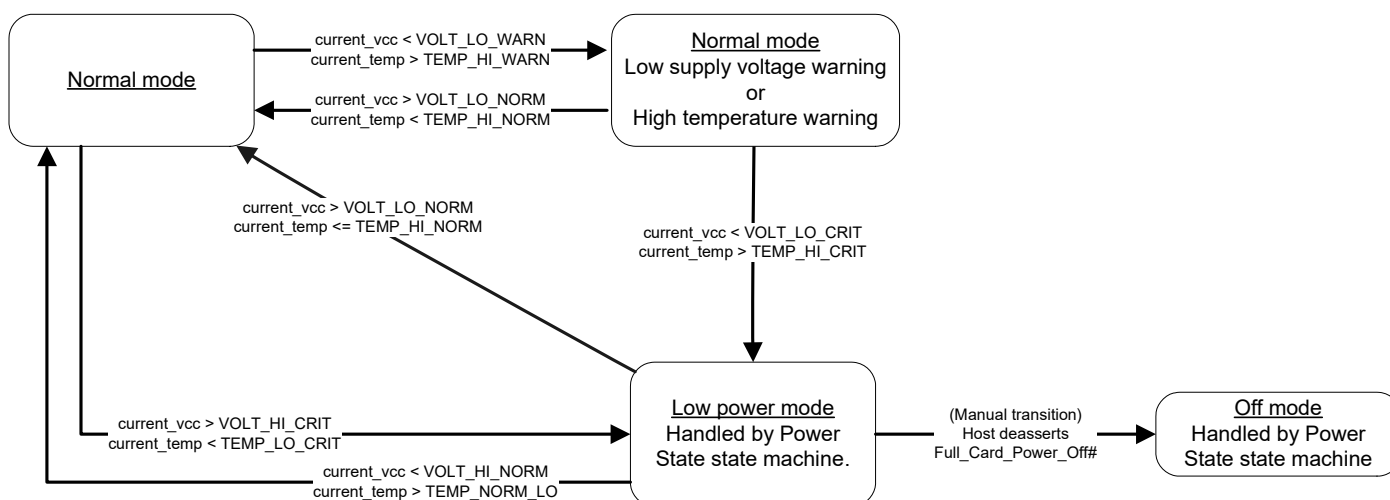 Normal mode
current_vcc < VOLT_LO_WARN
current_temp > TEMP_HI_WARN
current_vcc > VOLT_LO_NORM
current_temp < TEMP_HI_NORM
Normal mode
Low supply voltage warning
or
High temperature warning
current_vcc > VOLT_LO_NORM
current_temp <= TEMP_HI_NORM
current_vcc < VOLT_LO_CRIT
current_temp > TEMP_HI_CRIT
current_vcc > VOLT_HI_CRIT
current_temp < TEMP_LO_CRIT
current_vcc < VOLT_HI_NORM
current_temp > TEMP_NORM_LO
Low power mode
Handled by Power
State state machine.
(Manual transition)
Host deasserts
Full_Card_Power_Off#
Off mode
Handled by Power
State state machine